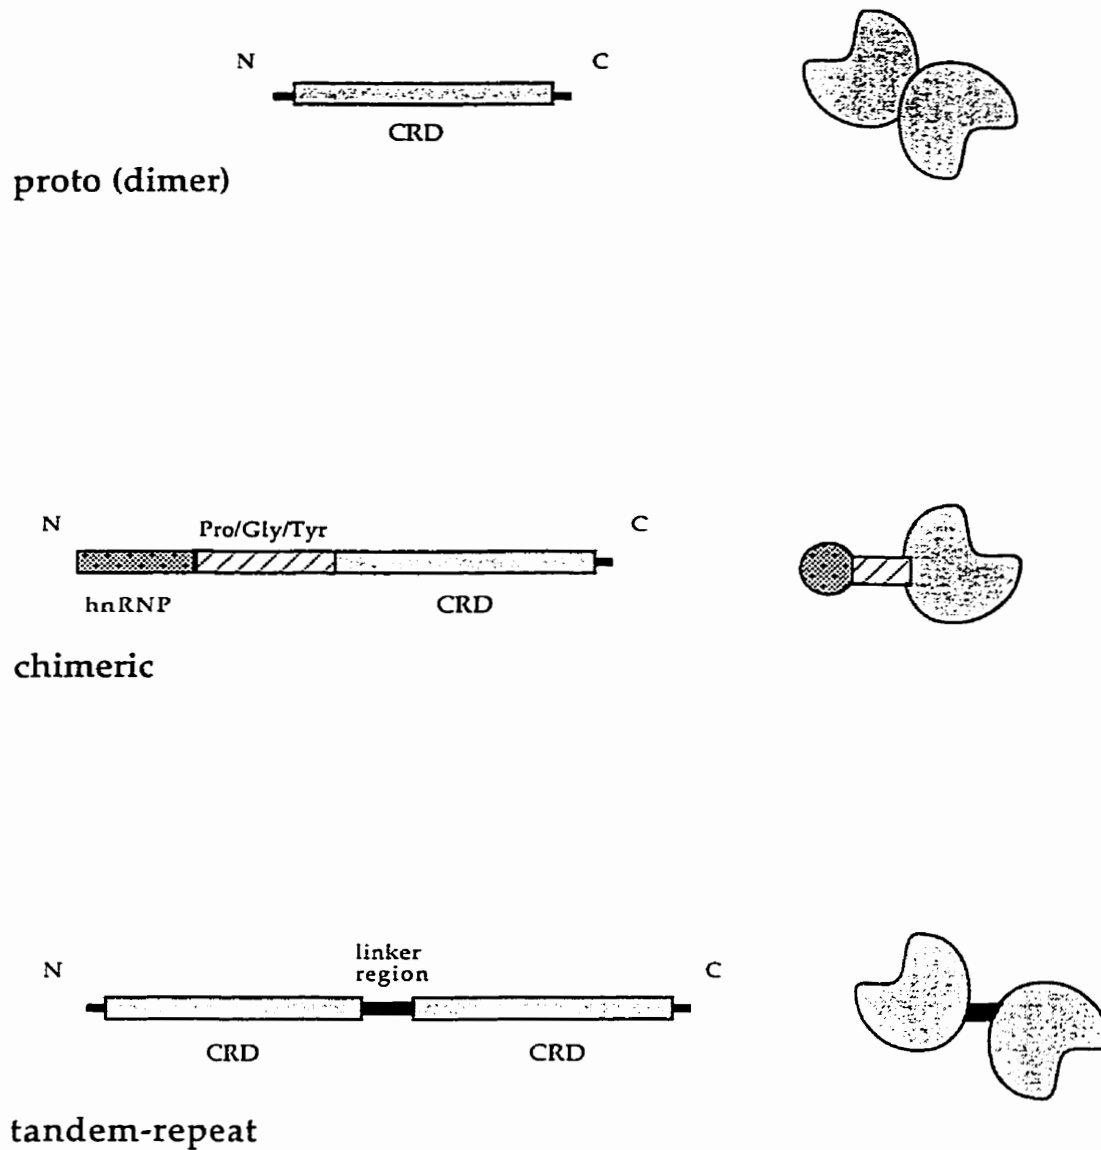 N C
CRD
proto (dimer)
N Pro/Gly/Tyr C
hnRNP CRD
chimeric
linker
N region C
CRD CRD
tandem-repeat